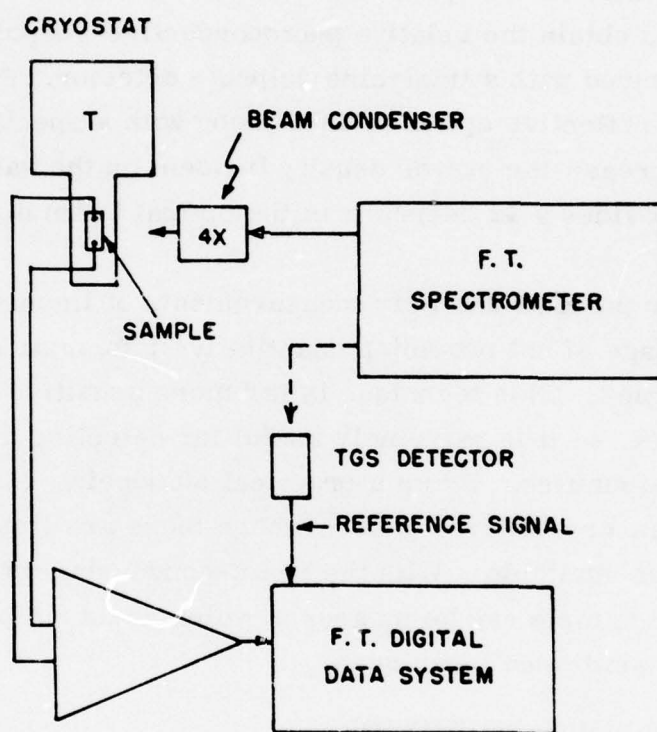 CRYOSTAT
T
BEAM CONDENSER
4X
F.T.
SPECTROMETER
SAMPLE
TGS DETECTOR
REFERENCE SIGNAL
F.T. DIGITAL
DATA SYSTEM